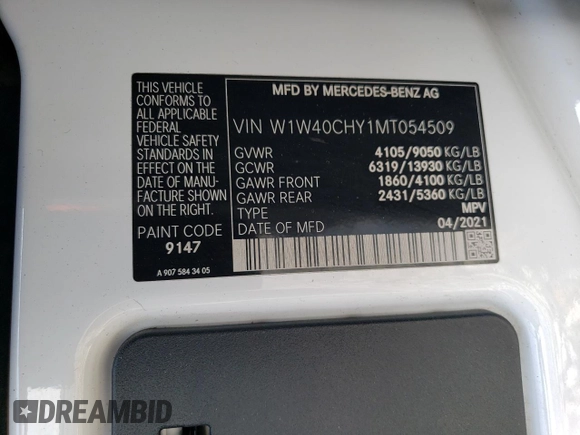 MFD BY MERCEDES-BENZ AG
THIS VEHICLE
CONFORMS TO
ALL APPLICABLE
FEDERAL MOTOR
VEHICLE SAFETY
STANDARDS IN
EFFECT ON THE
DATE OF MANU-
FACTURE SHOWN
ON THE RIGHT.
PAINT CODE
9147
A 907 584 34 05
VIN W1W40CHY1MT054509
GVWR 4105/9050 KG/LB
GCWR 6319/13930 KG/LB
GAWR FRONT 1860/4100 KG/LB
GAWR REAR 2431/5360 KG/LB
TYPE MPV
DATE OF MFD 04/2021
DREAMBID